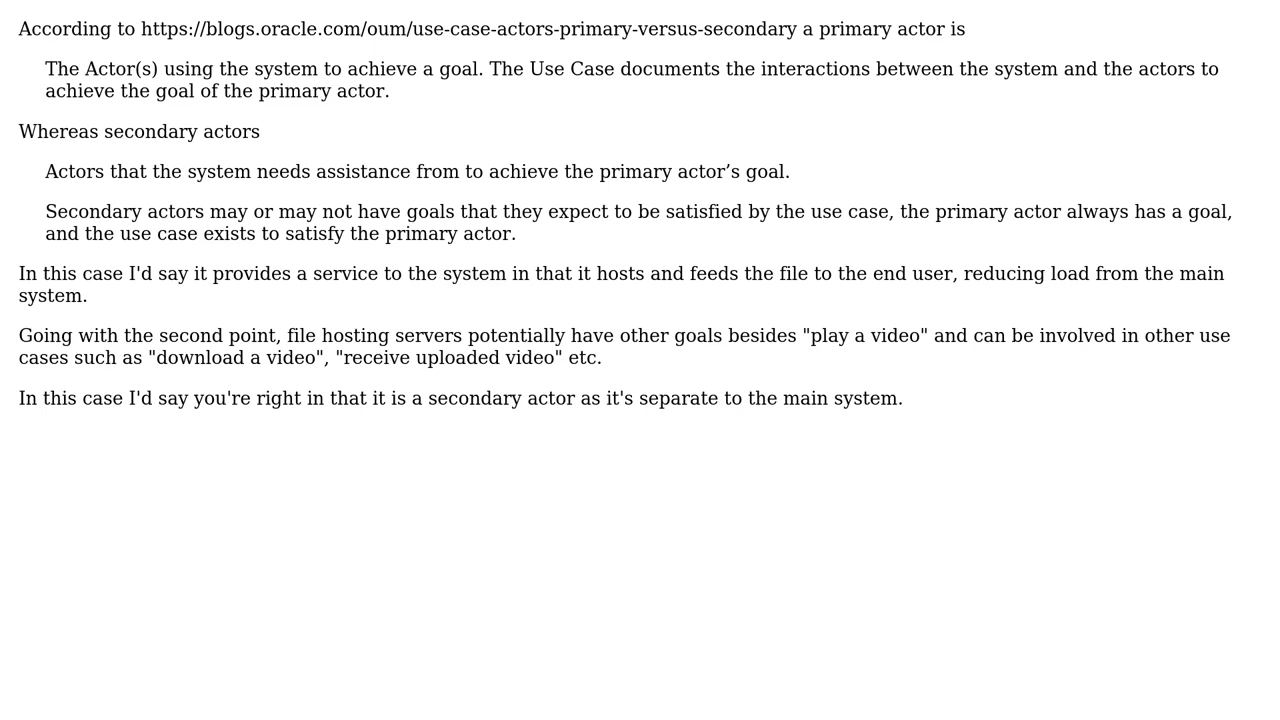 According to https://blogs.oracle.com/oum/use-case-actors-primary-versus-secondary a primary actor is
The Actor(s) using the system to achieve a goal. The Use Case documents the interactions between the system and the actors to
achieve the goal of the primary actor.
Whereas secondary actors
Actors that the system needs assistance from to achieve the primary actor’s goal.
Secondary actors may or may not have goals that they expect to be satisfied by the use case, the primary actor always has a goal,
and the use case exists to satisfy the primary actor.
In this case I'd say it provides a service to the system in that it hosts and feeds the file to the end user, reducing load from the main
system.
Going with the second point, file hosting servers potentially have other goals besides "play a video" and can be involved in other use
cases such as "download a video", "receive uploaded video" etc.
In this case I'd say you're right in that it is a secondary actor as it's separate to the main system.